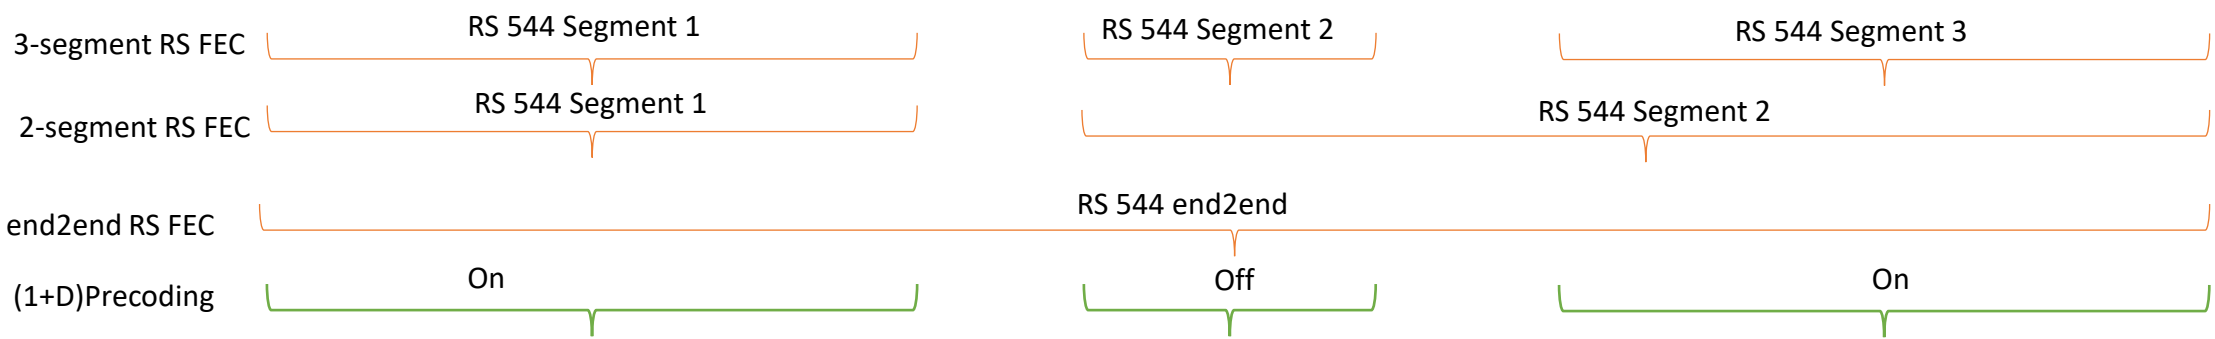 3-segment RS FEC RS 544 Segment 1 RS 544 Segment 2 RS 544 Segment 3
2-segment RS FEC RS 544 Segment 1 RS 544 Segment 2
end2end RS FEC RS 544 end2end
(1+D)Precoding On Off On